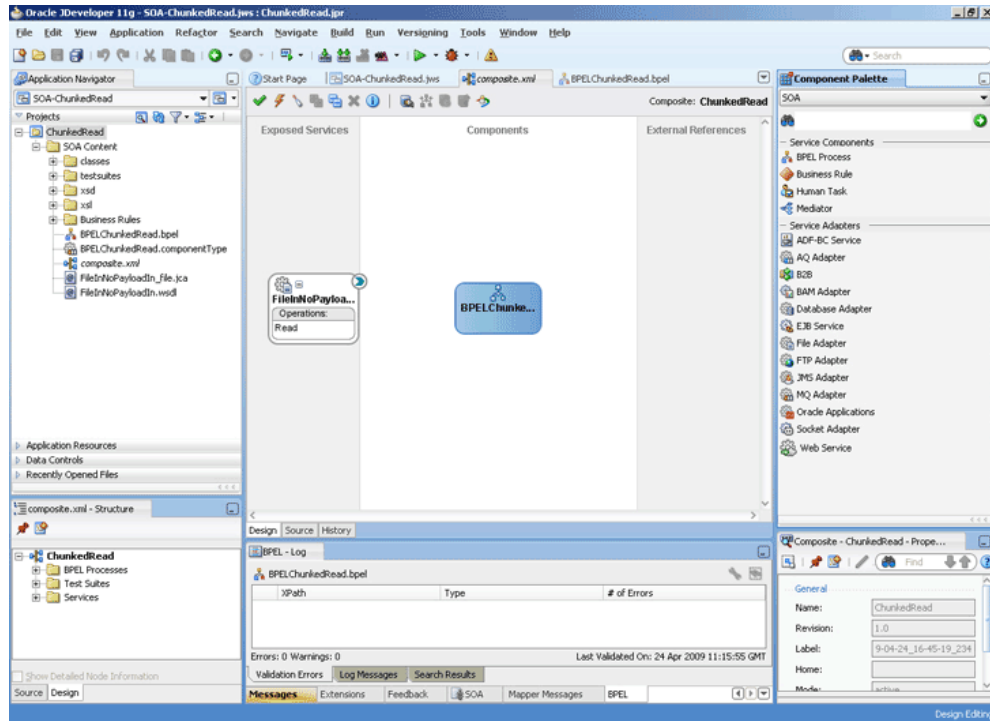 Oracle JDeveloper 11g - SOA-ChunkedRead.jws : ChunkedRead.jpr
File Edit View Application Refactor Search Navigate Build Run Versioning Tools Window Help
Search
Application Navigator
SOA-ChunkedRead
Projects
ChunkedRead
SOA Content
classes
testsuites
xsd
xsl
Business Rules
BPELChunkedRead.bpel
BPELChunkedRead.componentType
composite.xml
FileInNoPayloadIn_file.jca
FileInNoPayloadIn.wsdl
Application Resources
Data Controls
Recently Opened Files
composite.xml - Structure
ChunkedRead
BPEL Processes
Test Suites
Services
Show Detailed Node Information
Source Design
Start Page SOA-ChunkedRead.jws composite.xml BPELChunkedRead.bpel
Composite: ChunkedRead
Exposed Services Components External References
FileInNoPayloa...
Operations:
Read
BPELChunke...
Design Source History
BPEL - Log
BPELChunkedRead.bpel
XPath Type # of Errors
Errors: 0 Warnings: 0 Last Validated On: 24 Apr 2009 11:15:55 GMT
Validation Errors Log Messages Search Results
Messages Extensions Feedback SOA Mapper Messages BPEL
Component Palette
SOA
Service Components
BPEL Process
Business Rule
Human Task
Mediator
Service Adapters
ADF-BC Service
AQ Adapter
B2B
BAM Adapter
Database Adapter
EJB Service
File Adapter
FTP Adapter
JMS Adapter
MQ Adapter
Oracle Applications
Socket Adapter
Web Service
Composite - ChunkedRead - Prope...
Find
General
Name: ChunkedRead
Revision: 1.0
Label: 9-04-24_16-45-19_234
Home:
Mode: active
Design Editing